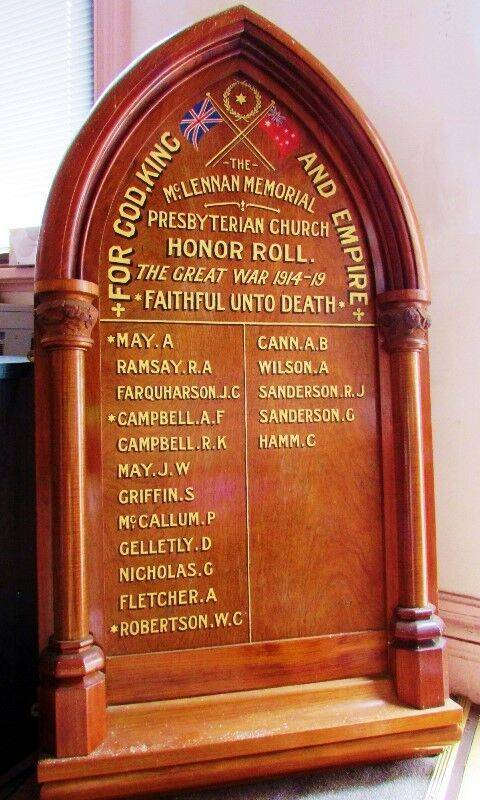 FOR GOD, KING AND EMPIRE
-THE-
McLENNAN MEMORIAL
PRESBYTERIAN CHURCH
HONOR ROLL.
THE GREAT WAR 1914-19
*FAITHFUL UNTO DEATH*
*MAY. A
RAMSAY. R. A
FARQUHARSON. J. C
*CAMPBELL. A. F
CAMPBELL. R. K
MAY. J. W
GRIFFIN. S
McCALLUM. P
GELLETLY. D
NICHOLAS. G
FLETCHER. A
*ROBERTSON. W. C
CANN. A. B
WILSON. A
SANDERSON. R. J
SANDERSON. G
HAMM. C